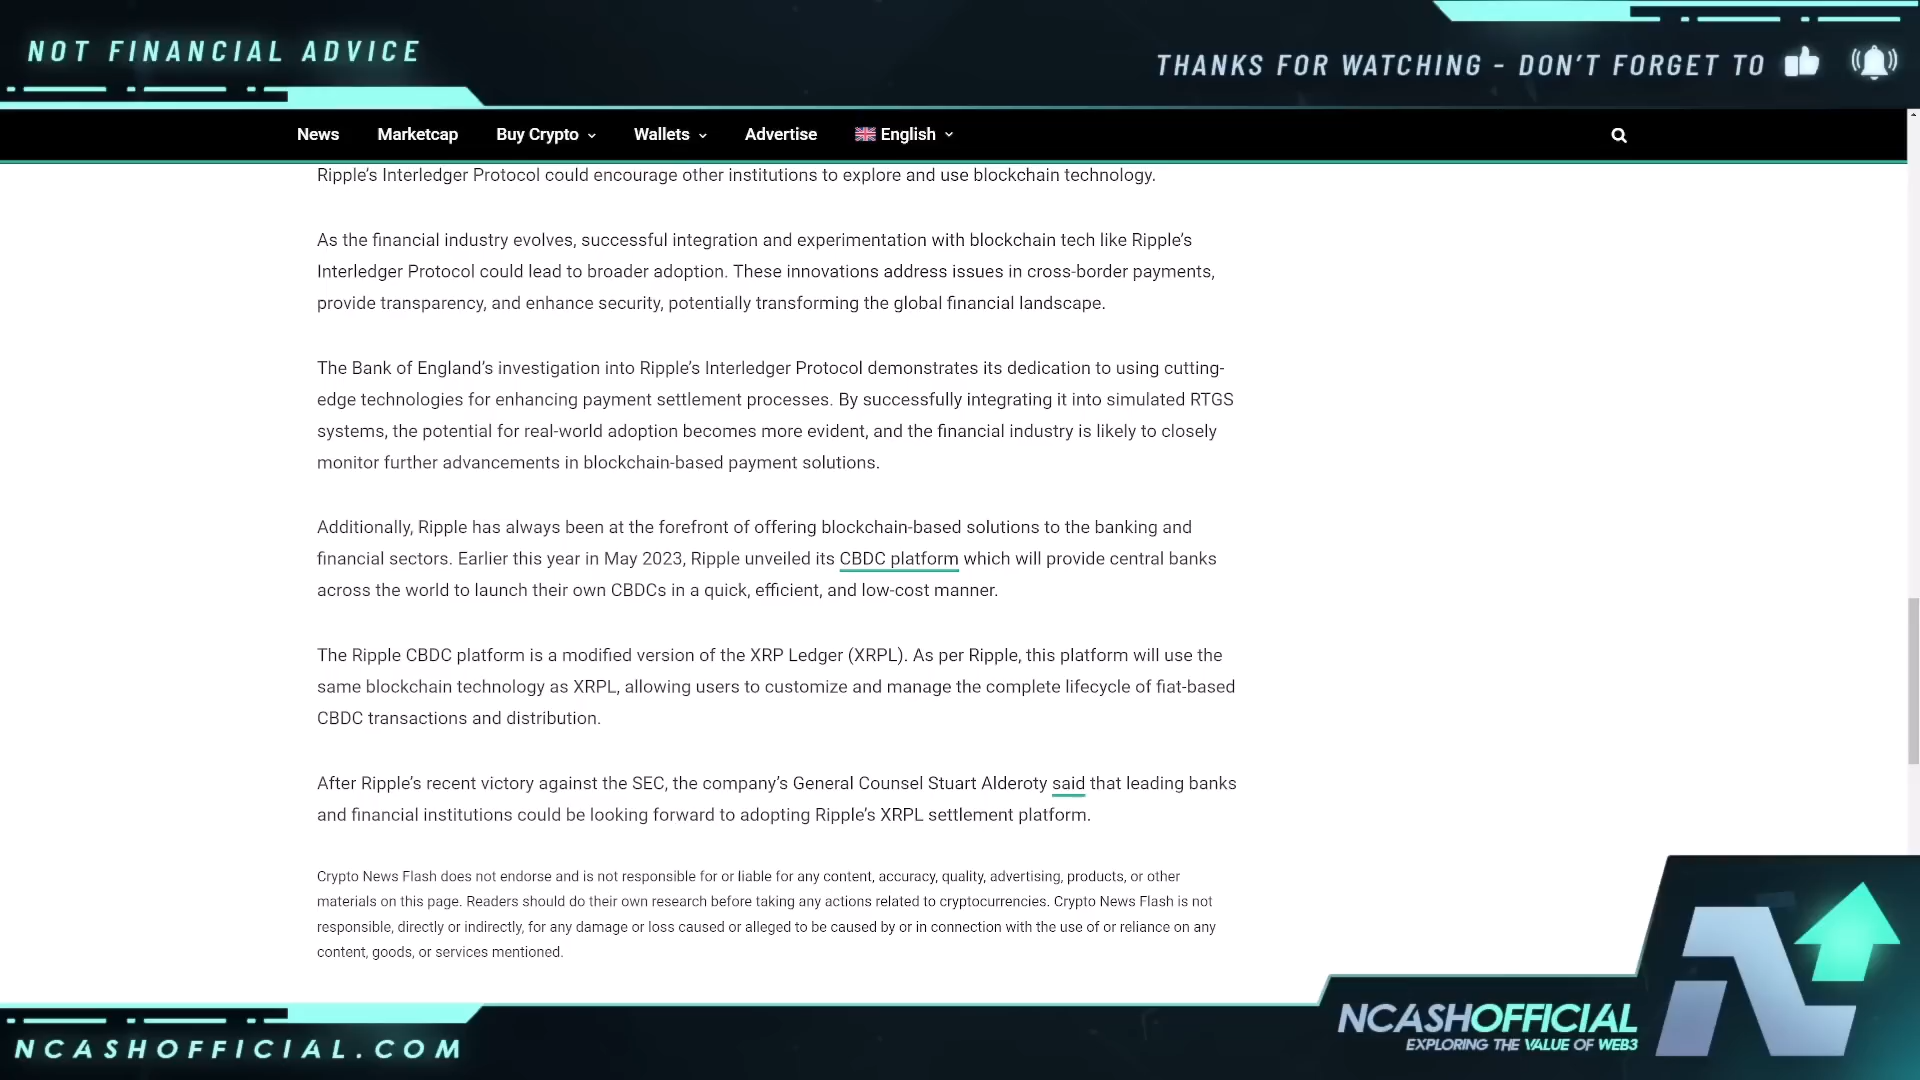 NOT FINANCIAL ADVICE
THANKS FOR WATCHING - DON'T FORGET TO
News Marketcap Buy Crypto Wallets Advertise English
Ripple's Interledger Protocol could encourage other institutions to explore and use blockchain technology.
As the financial industry evolves, successful integration and experimentation with blockchain tech like Ripple's
Interledger Protocol could lead to broader adoption. These innovations address issues in cross-border payments,
provide transparency, and enhance security, potentially transforming the global financial landscape.
The Bank of England's investigation into Ripple's Interledger Protocol demonstrates its dedication to using cutting-
edge technologies for enhancing payment settlement processes. By successfully integrating it into simulated RTGS
systems, the potential for real-world adoption becomes more evident, and the financial industry is likely to closely
monitor further advancements in blockchain-based payment solutions.
Additionally, Ripple has always been at the forefront of offering blockchain-based solutions to the banking and
financial sectors. Earlier this year in May 2023, Ripple unveiled its CBDC platform which will provide central banks
across the world to launch their own CBDCs in a quick, efficient, and low-cost manner.
The Ripple CBDC platform is a modified version of the XRP Ledger (XRPL). As per Ripple, this platform will use the
same blockchain technology as XRPL, allowing users to customize and manage the complete lifecycle of fiat-based
CBDC transactions and distribution.
After Ripple's recent victory against the SEC, the company's General Counsel Stuart Alderoty said that leading banks
and financial institutions could be looking forward to adopting Ripple's XRPL settlement platform.
Crypto News Flash does not endorse and is not responsible for or liable for any content, accuracy, quality, advertising, products, or other
materials on this page. Readers should do their own research before taking any actions related to cryptocurrencies. Crypto News Flash is not
responsible, directly or indirectly, for any damage or loss caused or alleged to be caused by or in connection with the use of or reliance on any
content, goods, or services mentioned.
NCASHOFFICIAL
EXPLORING THE VALUE OF WEB3
NCASHOFFICIAL.COM